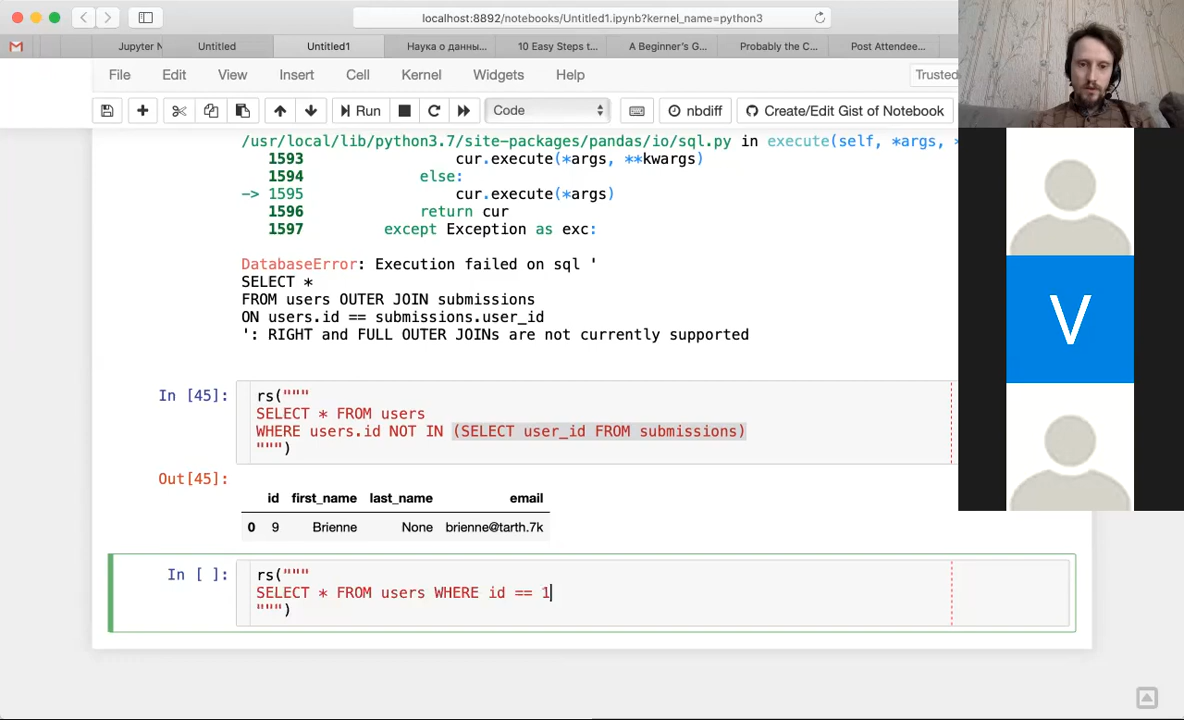 localhost:8892/notebooks/Untitled1.ipynb?kernel_name=python3
Jupyter N
Untitled
Untitled1
Наука о данны...
10 Easy Steps t...
A Beginner's G...
Probably the C...
Post Attendee...
File Edit View Insert Cell Kernel Widgets Help
Trusted
Run
Code
nbdiff
Create/Edit Gist of Notebook
/usr/local/lib/python3.7/site-packages/pandas/io/sql.py in execute(self, *args, *
1593 cur.execute(*args, **kwargs)
1594 else:
-> 1595 cur.execute(*args)
1596 return cur
1597 except Exception as exc:
DatabaseError: Execution failed on sql '
SELECT *
FROM users OUTER JOIN submissions
ON users.id == submissions.user_id
': RIGHT and FULL OUTER JOINs are not currently supported
In [45]:
rs("""
SELECT * FROM users
WHERE users.id NOT IN (SELECT user_id FROM submissions)
""")
Out[45]:
id first_name last_name email
0 9 Brienne None brienne@tarth.7k
In [ ]:
rs("""
SELECT * FROM users WHERE id == 1
""")
V